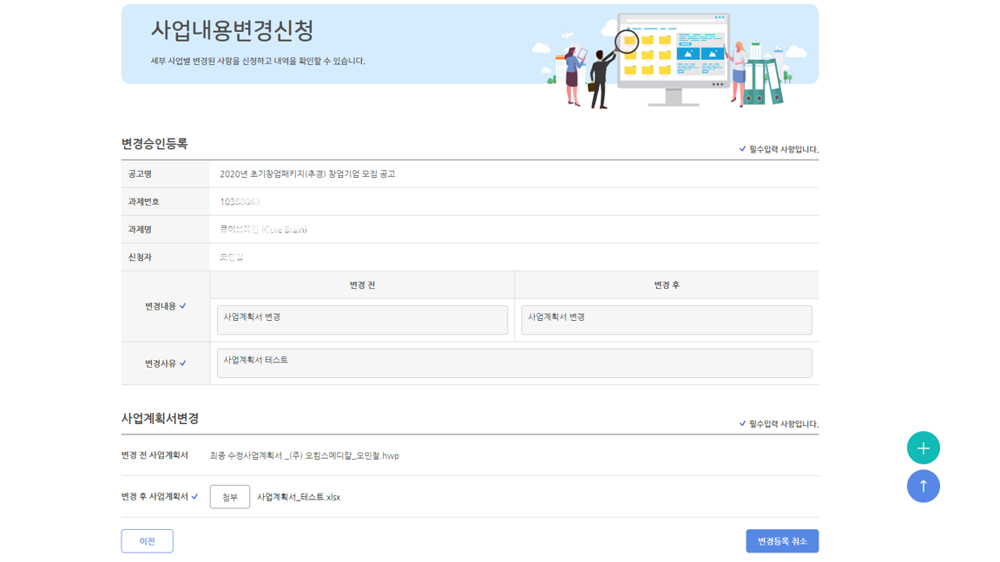 사업내용변경신청
세부 사업별 변경된 사항을 신청하고 내역을 확인할 수 있습니다.
변경승인등록
필수입력 사항입니다.
공고명 2020년 초기창업패키지(추경) 창업기업 모집 공고
과제번호
과제명 (Core Brain)
신청자
변경내용 변경 전 변경 후
사업계획서 변경 사업계획서 변경
변경사유 사업계획서 테스트
사업계획서변경
필수입력 사항입니다.
변경 전 사업계획서 최종 수정사업계획서 _(주) 오킴스메디칼_오민철.hwp
변경 후 사업계획서 첨부 사업계획서_테스트.xlsx
이전 변경등록 취소